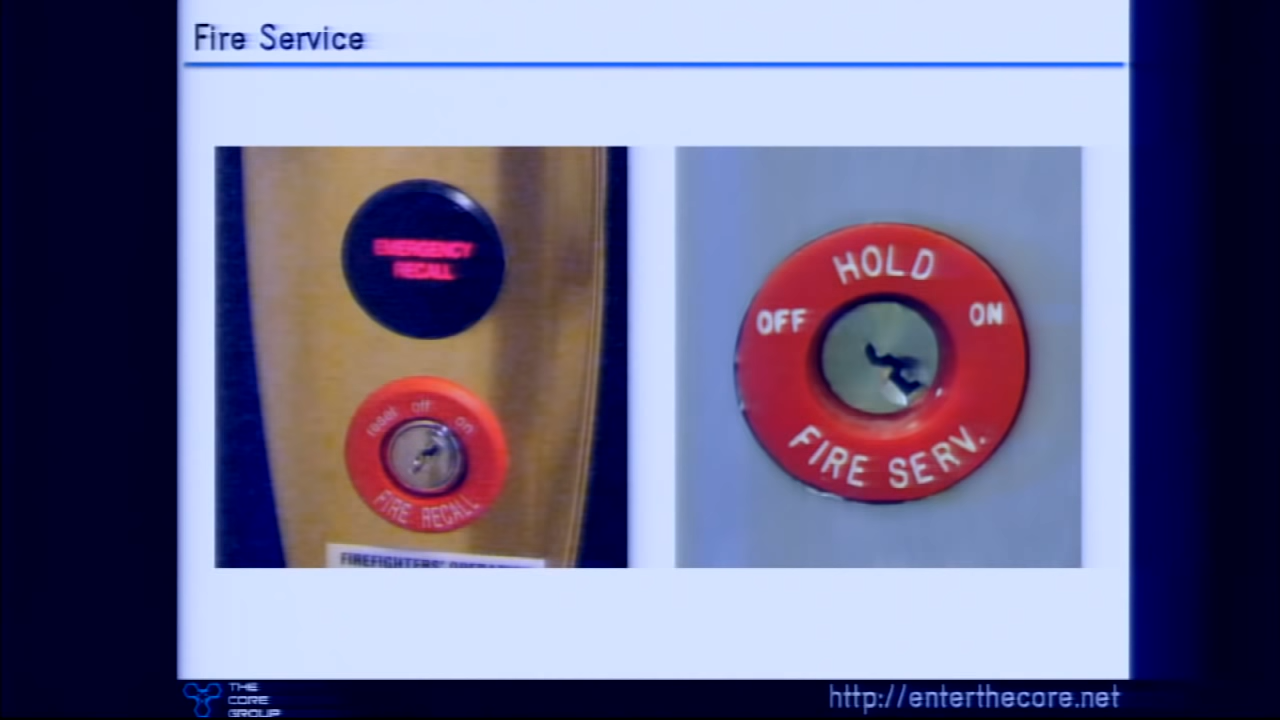 Fire Service
EMERGENCY
RECALL
reset off on
FIRE RECALL
FIREFIGHTERS'
HOLD
OFF ON
FIRE SERV.
THE
CORE
GROUP
http://enterthecore.net